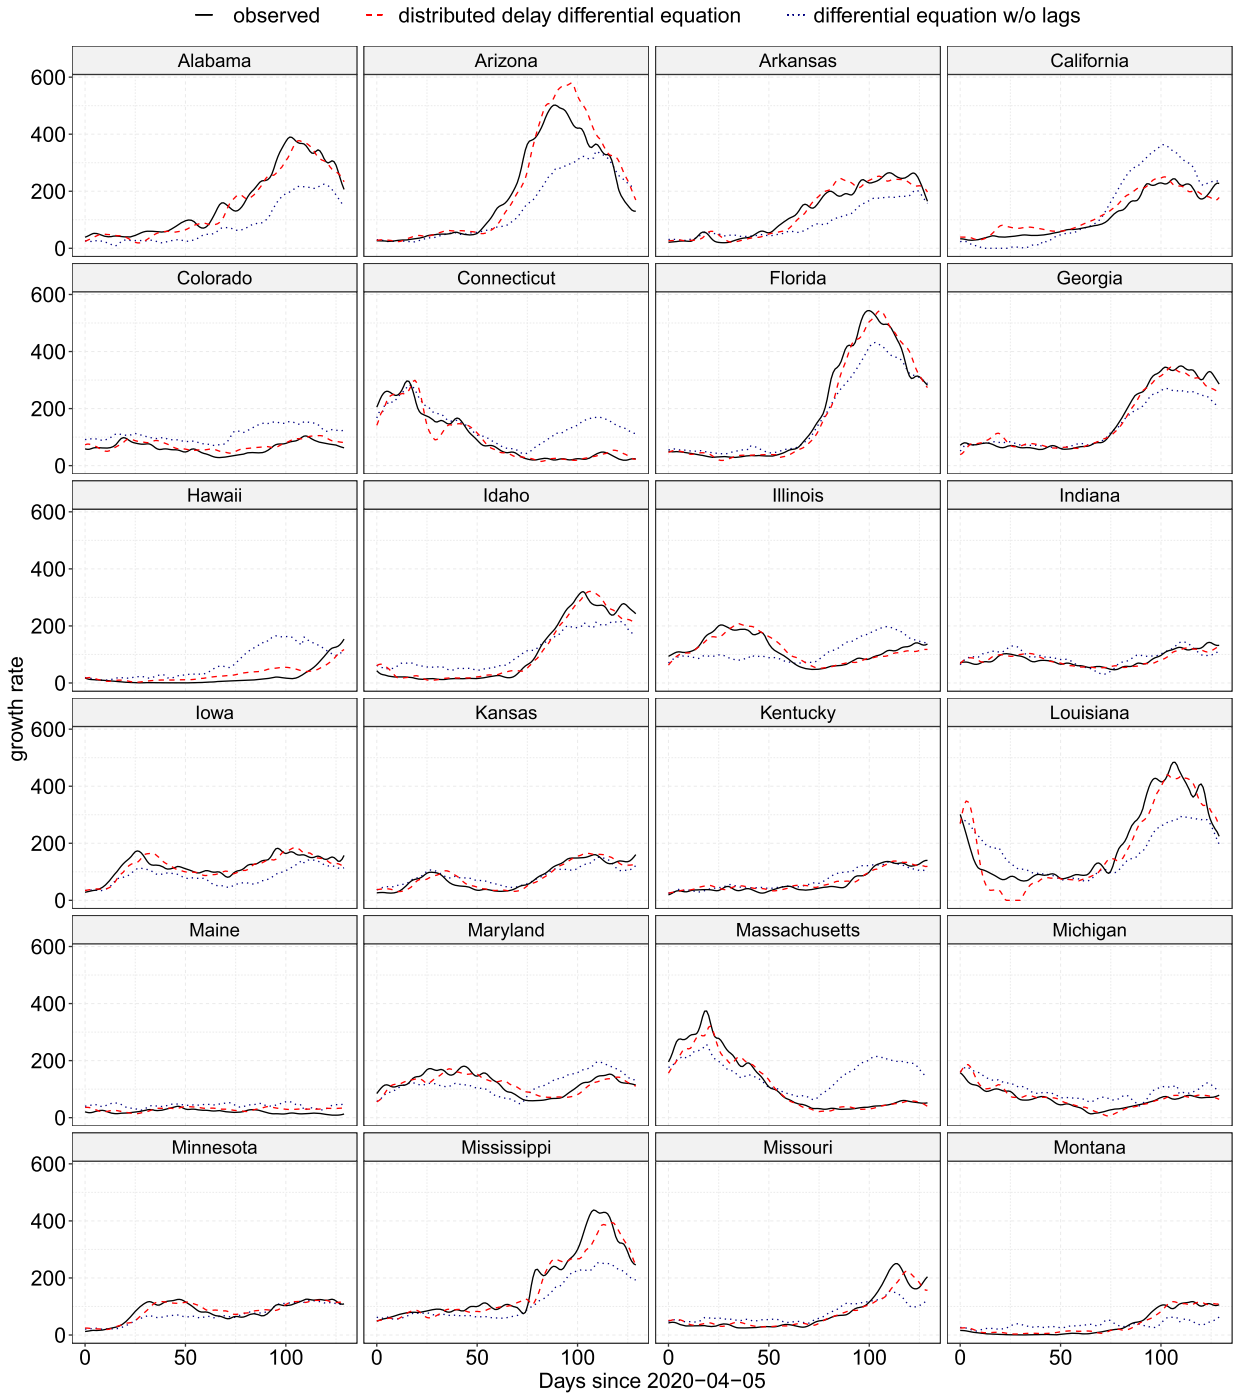 observed distributed delay differential equation differential equation w/o lags
Alabama Arizona Arkansas California
600
400
200
0
Colorado Connecticut Florida Georgia
600
400
200
0
Hawaii Idaho Illinois Indiana
600
400
200
0
growth rate
Iowa Kansas Kentucky Louisiana
600
400
200
0
Maine Maryland Massachusetts Michigan
600
400
200
0
Minnesota Mississippi Missouri Montana
600
400
200
0
0 50 100 0 50 100 0 50 100 0 50 100
Days since 2020−04−05